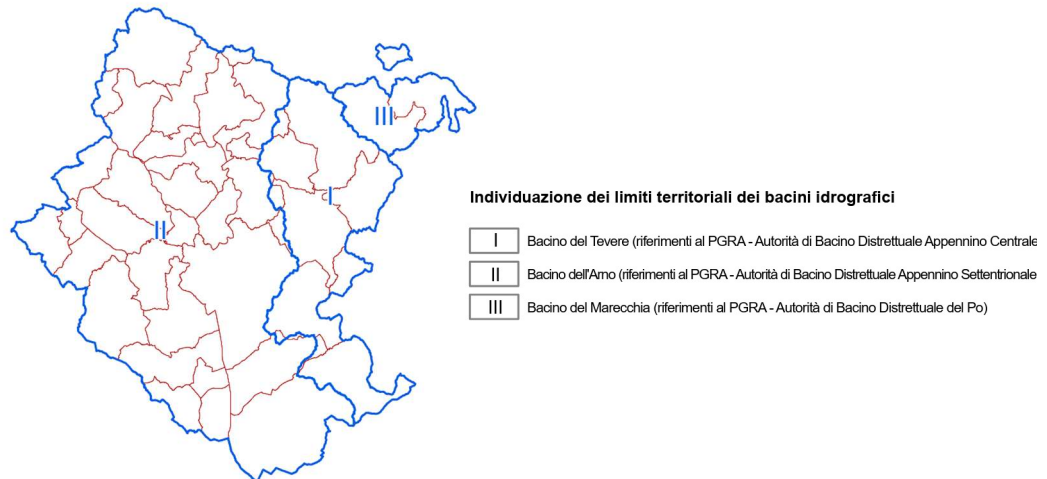 III
I
II
Individuazione dei limiti territoriali dei bacini idrografici
I Bacino del Tevere (riferimenti al PGRA - Autorità di Bacino Distrettuale Appennino Centrale
II Bacino dell'Arno (riferimenti al PGRA - Autorità di Bacino Distrettuale Appennino Settentrionale
III Bacino del Marecchia (riferimenti al PGRA - Autorità di Bacino Distrettuale del Po)